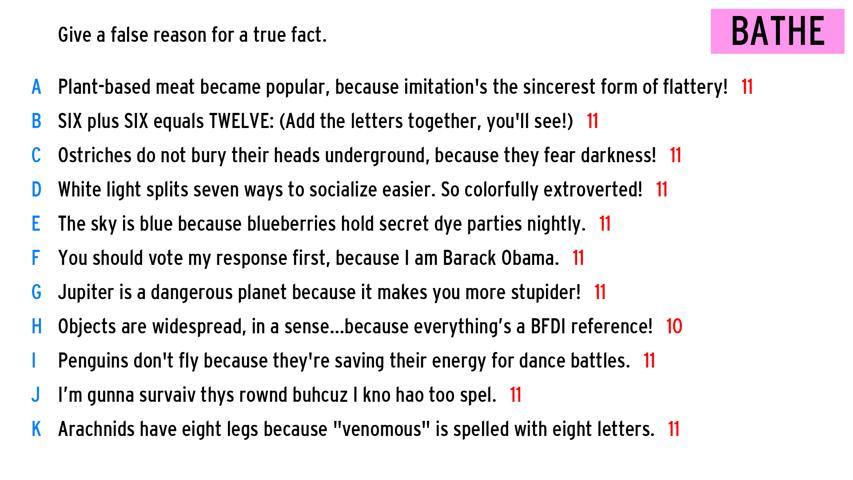 Give a false reason for a true fact.
BATHE
A Plant-based meat became popular, because imitation's the sincerest form of flattery! 11
B SIX plus SIX equals TWELVE: (Add the letters together, you'll see!) 11
C Ostriches do not bury their heads underground, because they fear darkness! 11
D White light splits seven ways to socialize easier. So colorfully extroverted! 11
E The sky is blue because blueberries hold secret dye parties nightly. 11
F You should vote my response first, because I am Barack Obama. 11
G Jupiter is a dangerous planet because it makes you more stupider! 11
H Objects are widespread, in a sense...because everything’s a BFDI reference! 10
I Penguins don't fly because they're saving their energy for dance battles. 11
J I’m gunna survaiv thys rownd buhcuz I kno hao too spel. 11
K Arachnids have eight legs because "venomous" is spelled with eight letters. 11